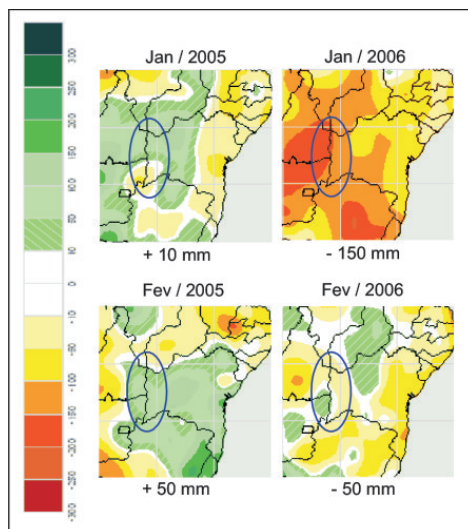 Jan / 2005
Jan / 2006
+ 10 mm
- 150 mm
Fev / 2005
Fev / 2006
+ 50 mm
- 50 mm
300
250
200
150
100
50
10
0
-10
-50
-100
-150
-200
-250
-300